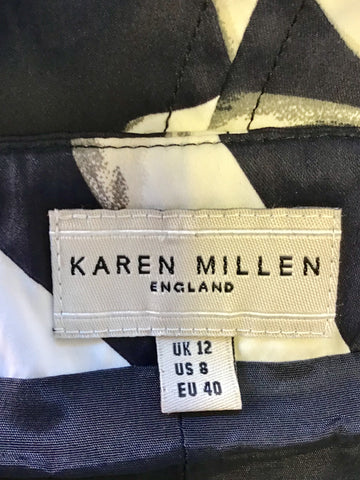 KAREN MILLEN
ENGLAND
UK 12
US 8
EU 40